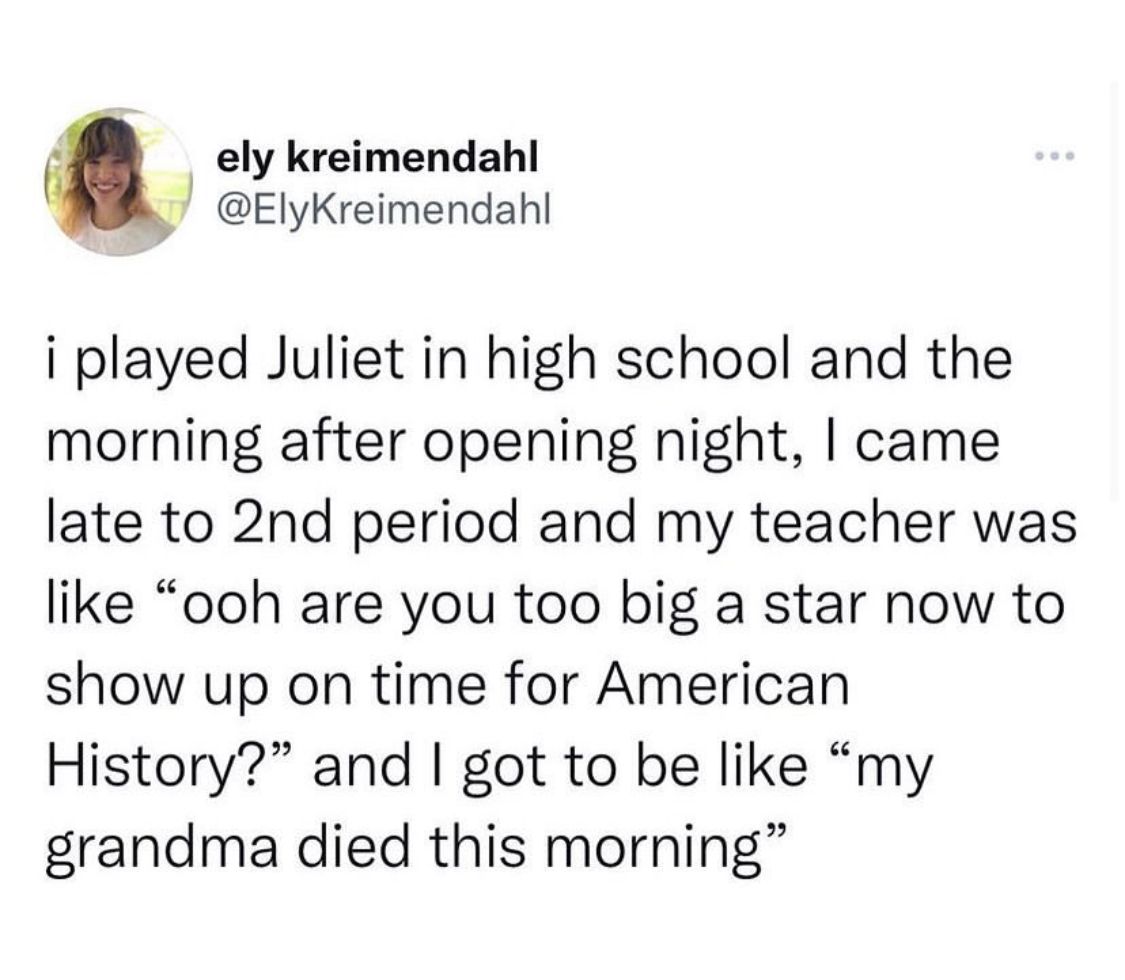 ely kreimendahl
@ElyKreimendahl
i played Juliet in high school and the
morning after opening night, I came
late to 2nd period and my teacher was
like “ooh are you too big a star now to
show up on time for American
History?” and I got to be like “my
grandma died this morning”